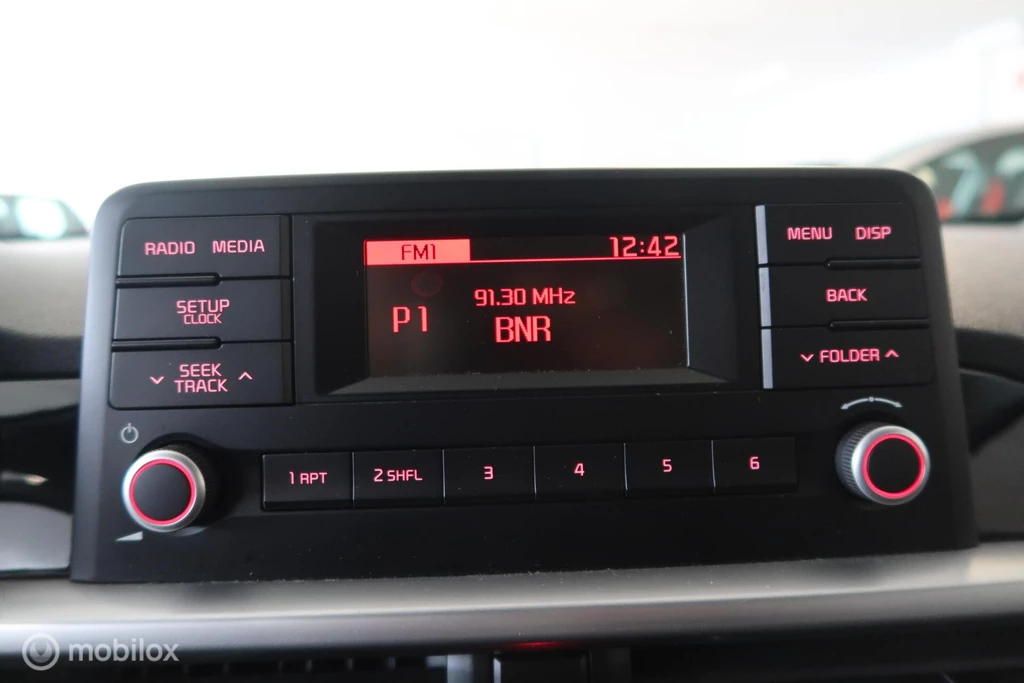 RADIO MEDIA
SETUP
CLOCK
SEEK
TRACK
FM1 12:42
91.30 MHz
P1 BNR
MENU DISP
BACK
FOLDER
1 RPT 2 SHFL 3 4 5 6
mobilox